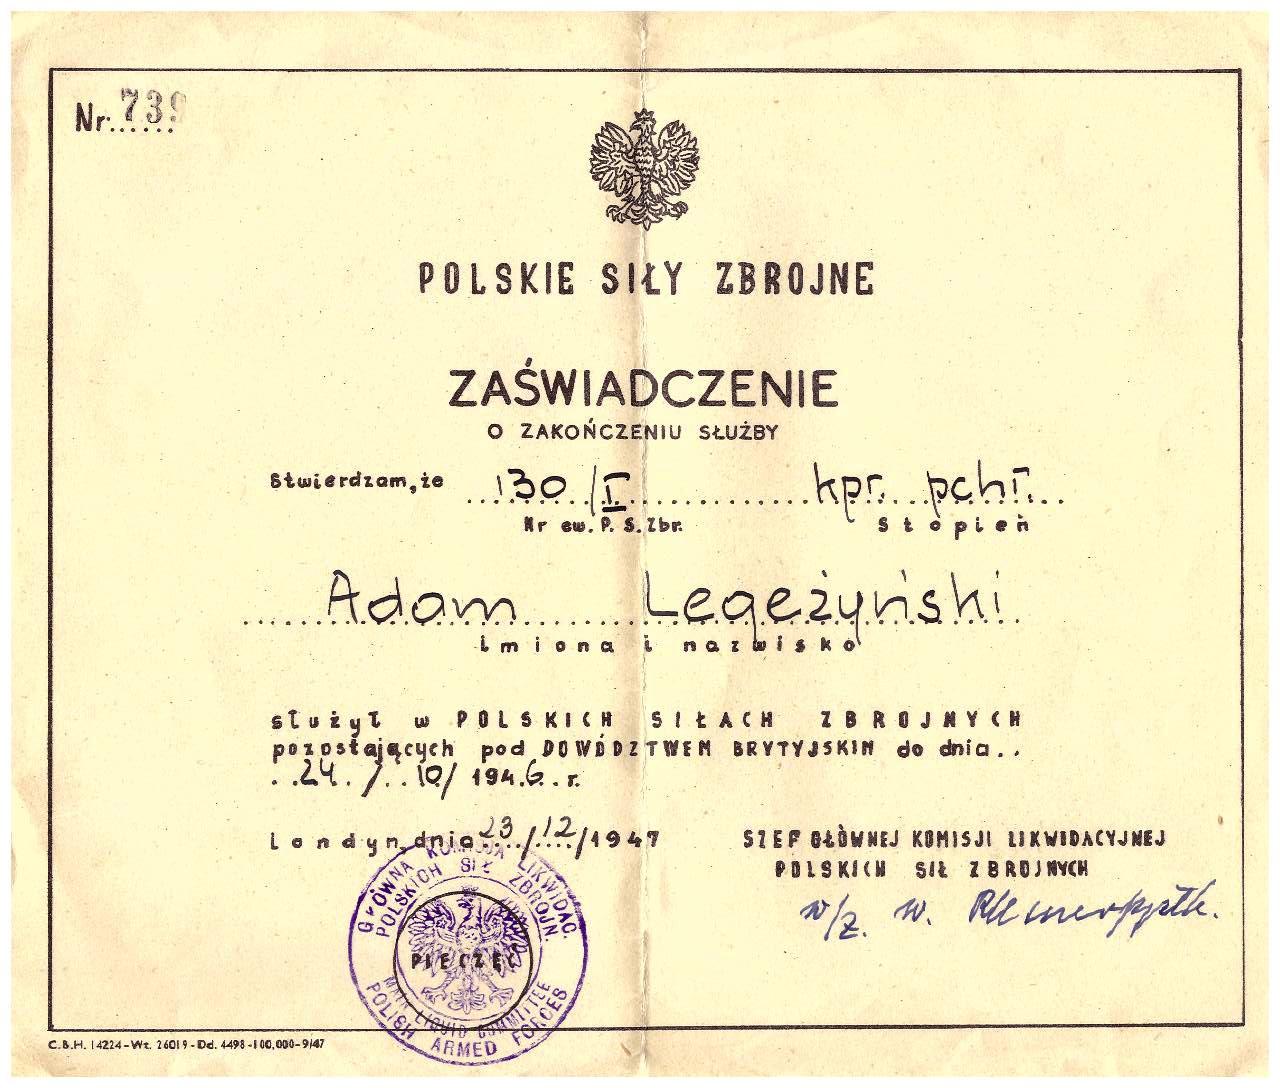 Nr. 739
POLSKIE SIŁY ZBROJNE
ZAŚWIADCZENIE
O ZAKOŃCZENIU SŁUŻBY
Stwierdzam, że 130/I kpr. pchr.
Nr ew. P. S. Zbr. Stopień
Adam Legeżyński
imiona i nazwisko
służył w POLSKICH SIŁACH ZBROJNYCH
pozostających pod DOWÓDZTWEM BRYTYJSKIM do dnia..
24. / 10/ 1946. r.
Londyn, dnia 23/12/1947
SZEF GŁÓWNEJ KOMISJI LIKWIDACYJNEJ
POLSKICH SIŁ ZBROJNYCH
w/z. w.
GŁÓWNA KOMISJA LIKWIDAC.
POLSKICH SIŁ ZBROJN.
PIECZĘĆ
MAIN LIQUID COMMITEE
POLISH ARMED FORCES
C.B.H. 14224-Wt. 26019-Dd. 4498-100,000-9/47